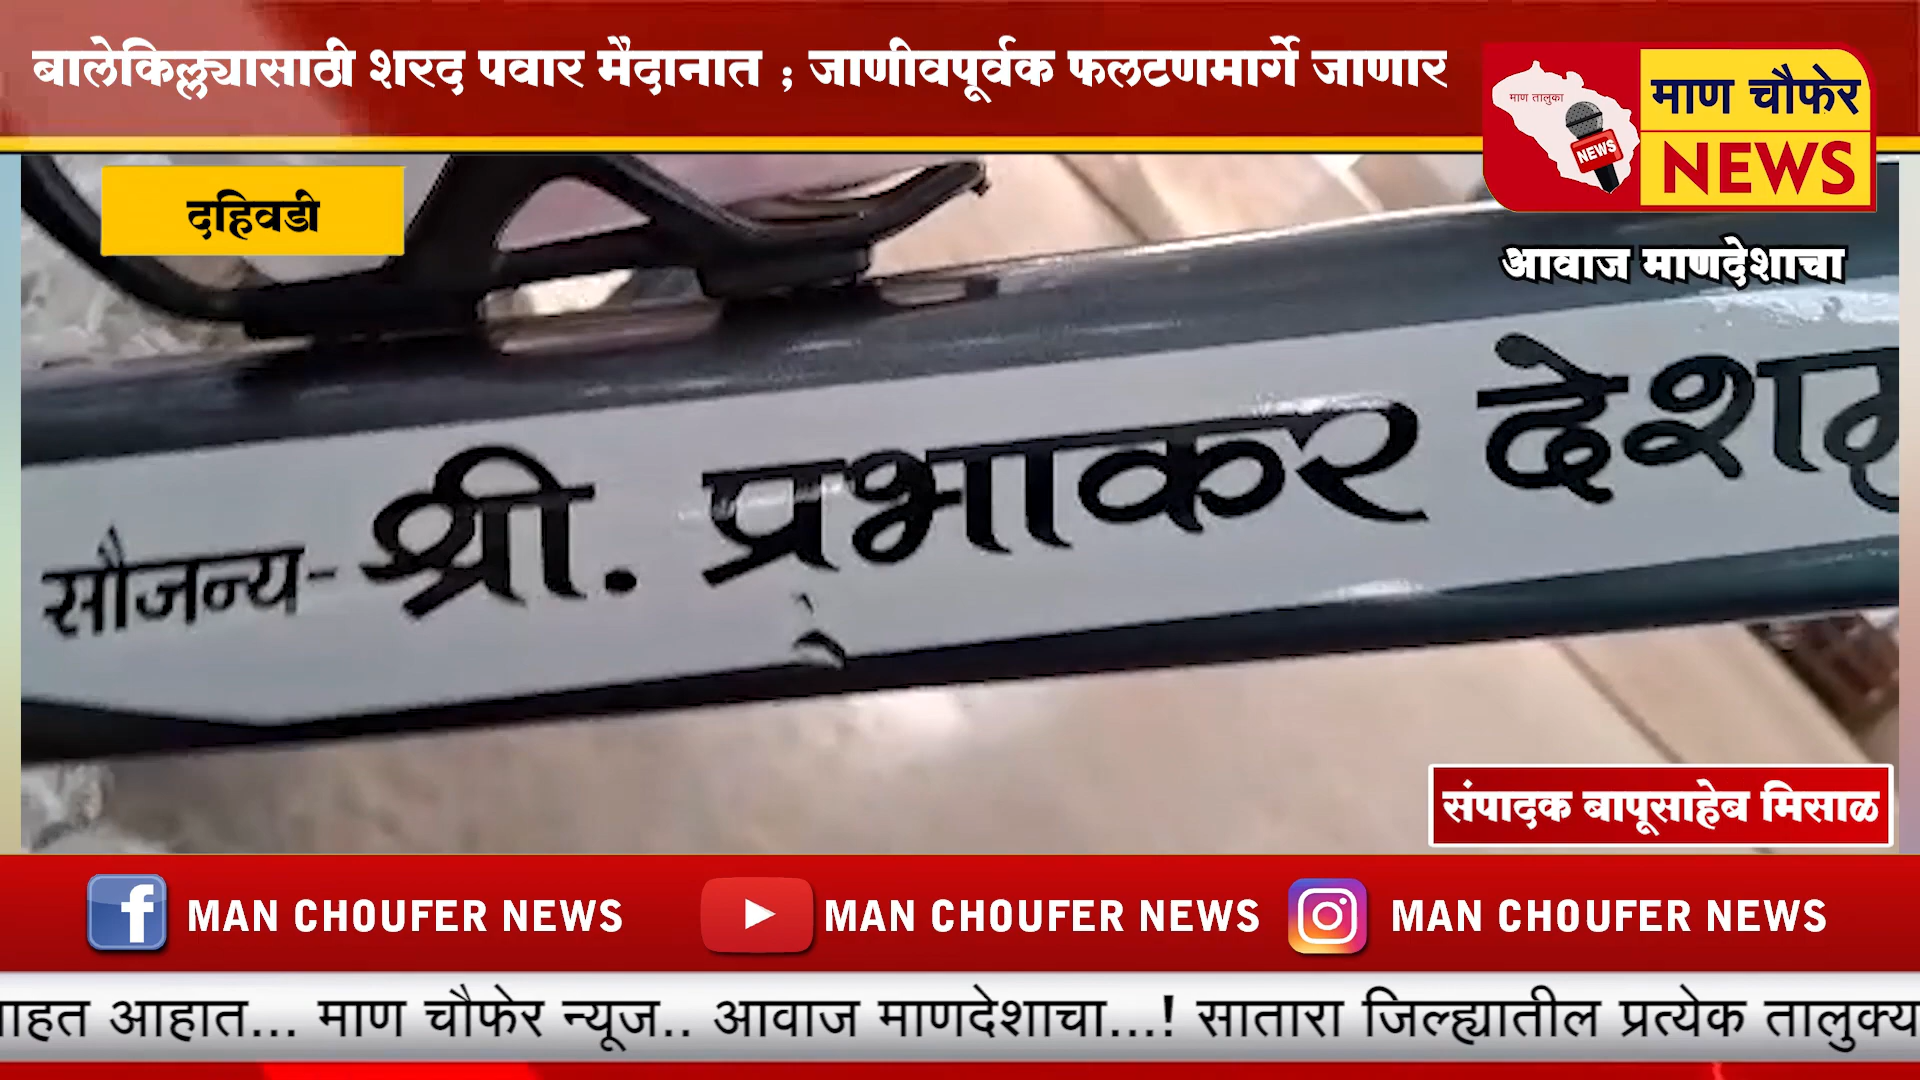 बालेकिल्ल्यासाठी शरद पवार मैदानात ; जाणीवपूर्वक फलटणमार्गे जाणार
माण तालुका
NEWS
माण चौफेर
NEWS
दहिवडी
आवाज माणदेशाचा
सौजन्य- श्री. प्रभाकर
संपादक बापूसाहेब मिसाळ
MAN CHOUFER NEWS
MAN CHOUFER NEWS
MAN CHOUFER NEWS
आहात... माण चौफेर न्यूज.. आवाज माणदेशाचा...! सातारा जिल्ह्यातील प्रत्येक